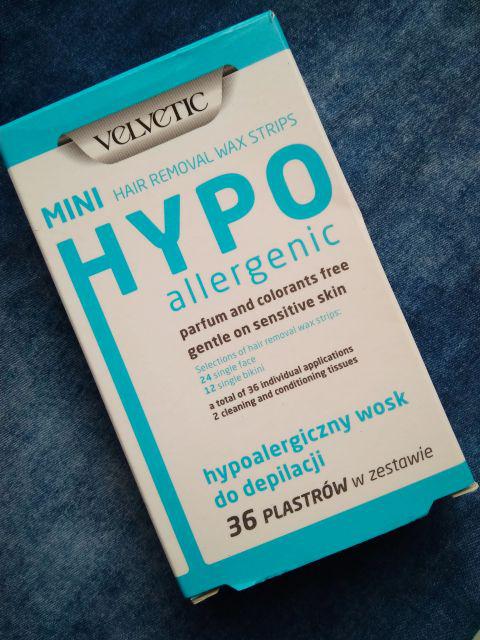 VELVETIC
MINI HAIR REMOVAL WAX STRIPS
HYPO
allergenic
parfum and colorants free
gentle on sensitive skin
Selections of hair removal wax strips:
24 single face
12 single bikini
a total of 36 individual applications
2 cleaning and conditioning tissues
hypoalergiczny wosk
do depilacji
36 PLASTRÓW w zestawie